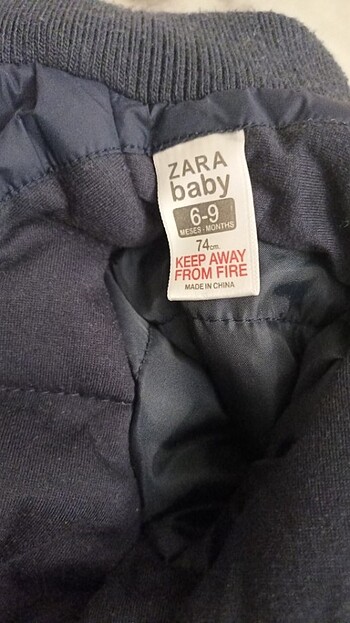 ZARA
baby
6-9
MESES - MONTHS
74cm.
KEEP AWAY
FROM FIRE
MADE IN CHINA